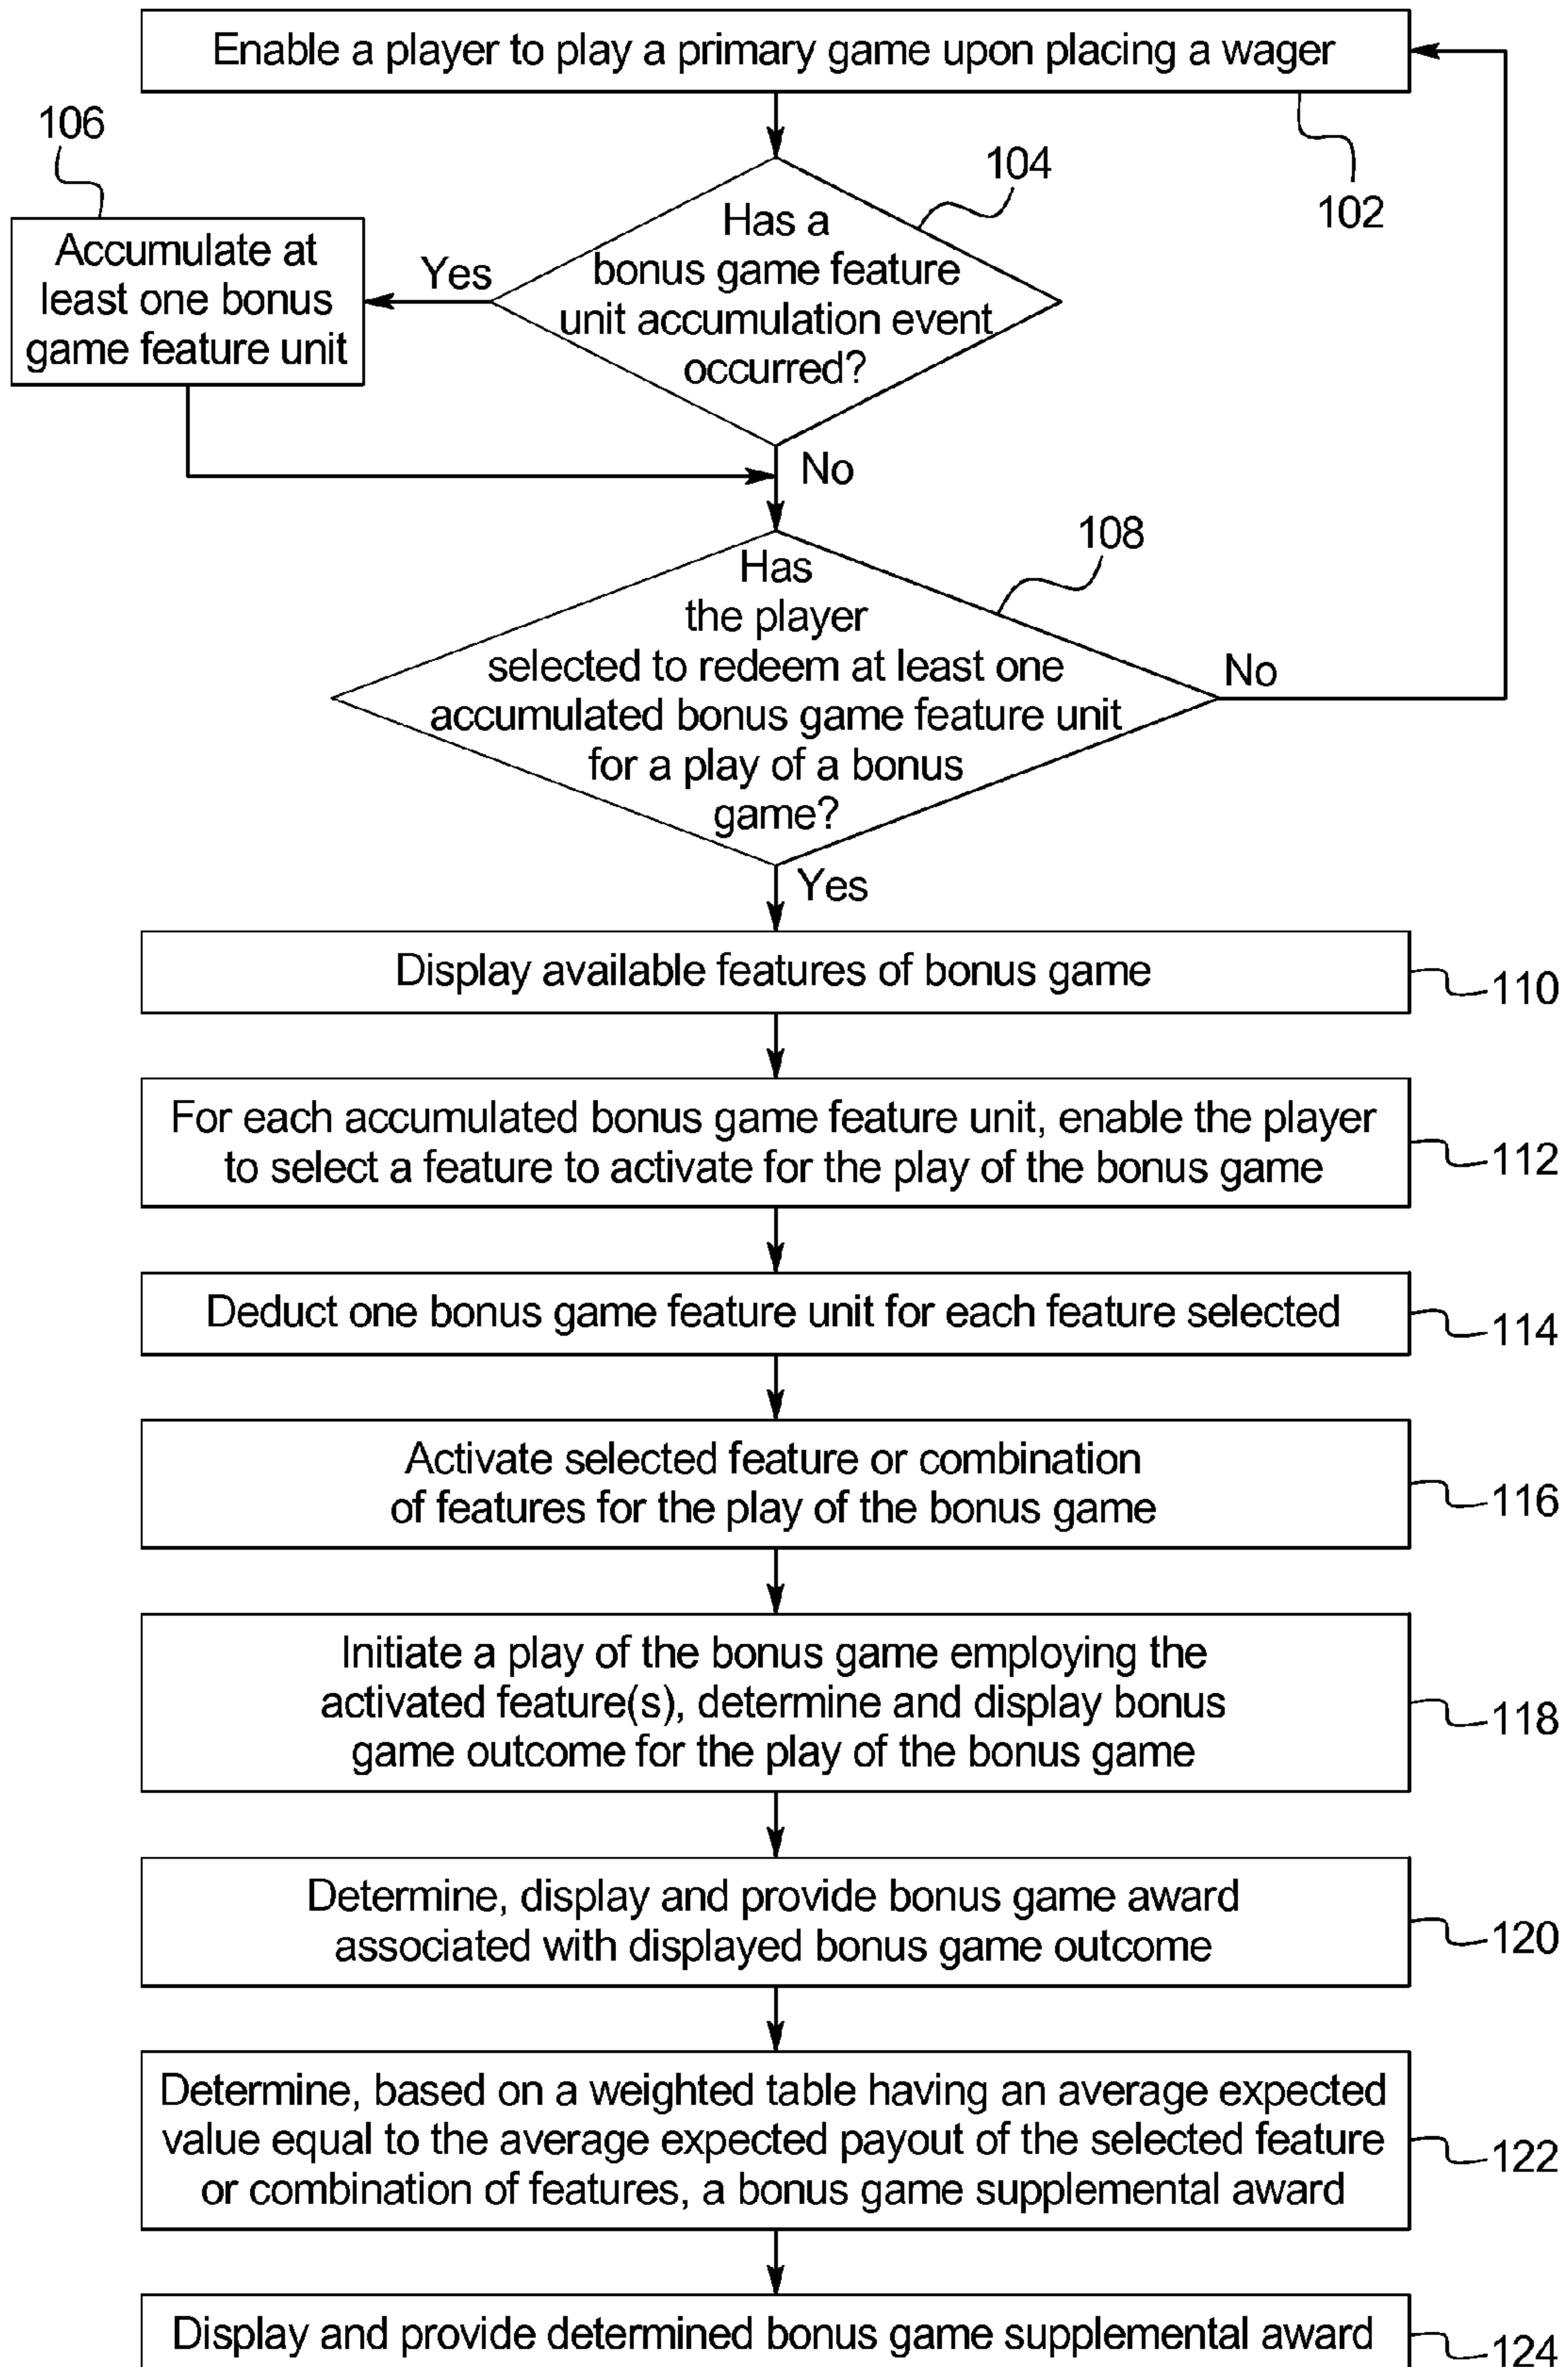 Enable a player to play a primary game upon placing a wager
102
106
104
Has a
bonus game feature
unit accumulation event
occurred?
Yes
Accumulate at
least one bonus
game feature unit
No
108
Has
the player
selected to redeem at least one
accumulated bonus game feature unit
for a play of a bonus
game?
No
Yes
Display available features of bonus game
110
For each accumulated bonus game feature unit, enable the player
to select a feature to activate for the play of the bonus game
112
Deduct one bonus game feature unit for each feature selected
114
Activate selected feature or combination
of features for the play of the bonus game
116
Initiate a play of the bonus game employing the
activated feature(s), determine and display bonus
game outcome for the play of the bonus game
118
Determine, display and provide bonus game award
associated with displayed bonus game outcome
120
Determine, based on a weighted table having an average expected
value equal to the average expected payout of the selected feature
or combination of features, a bonus game supplemental award
122
Display and provide determined bonus game supplemental award
124